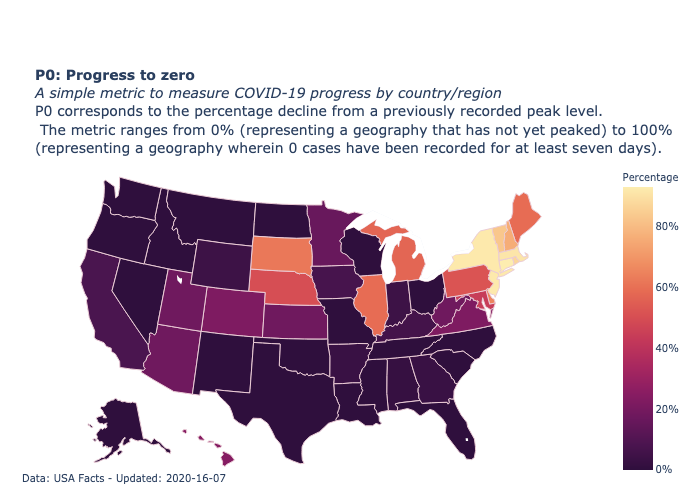 P0: Progress to zero
A simple metric to measure COVID-19 progress by country/region
P0 corresponds to the percentage decline from a previously recorded peak level.
The metric ranges from 0% (representing a geography that has not yet peaked) to 100%
(representing a geography wherein 0 cases have been recorded for at least seven days).
Percentage
80%
60%
40%
20%
0%
Data: USA Facts - Updated: 2020-16-07